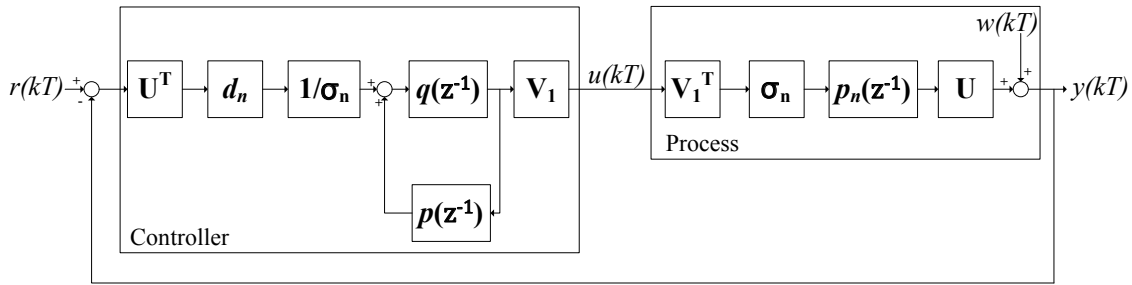 w(kT)
r(kT) + - U^T d_n 1/σ_n + + q(z^-1) V_1 u(kT) V_1^T σ_n p_n(z^-1) U + + y(kT)
p(z^-1)
Controller
Process